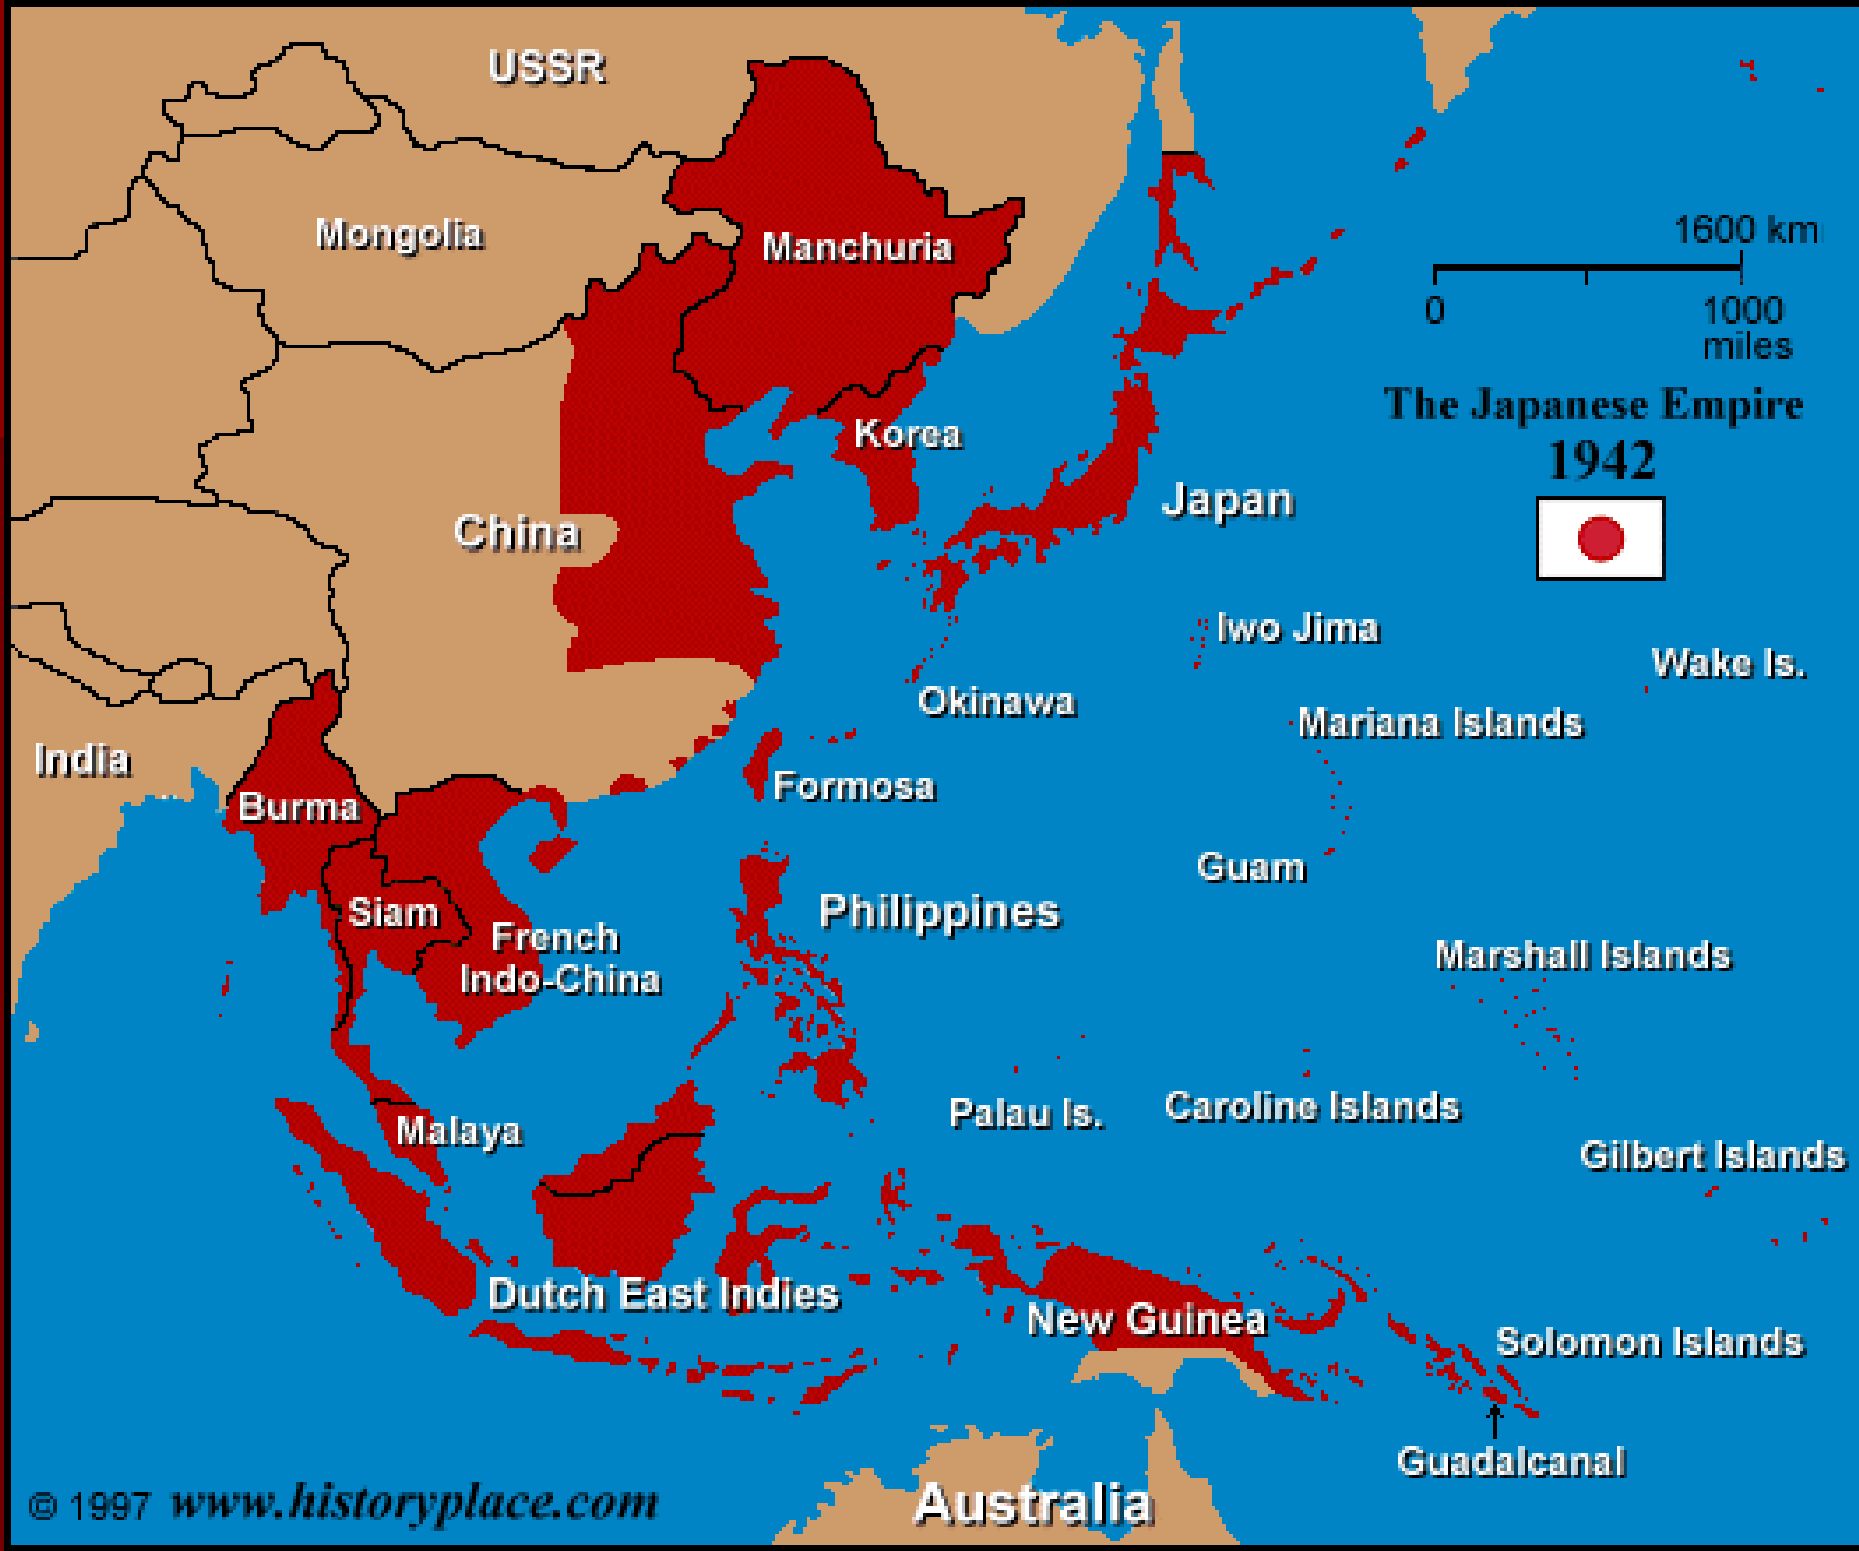 USSR
Mongolia
Manchuria
1600 km
0
1000
miles
The Japanese Empire
1942
Korea
Japan
China
Iwo Jima
Wake Is.
Okinawa
Mariana Islands
India
Formosa
Burma
Guam
Siam
Philippines
French
Indo-China
Marshall Islands
Palau Is.
Caroline Islands
Malaya
Gilbert Islands
Dutch East Indies
New Guinea
Solomon Islands
Guadalcanal
Australia
© 1997 www.historyplace.com